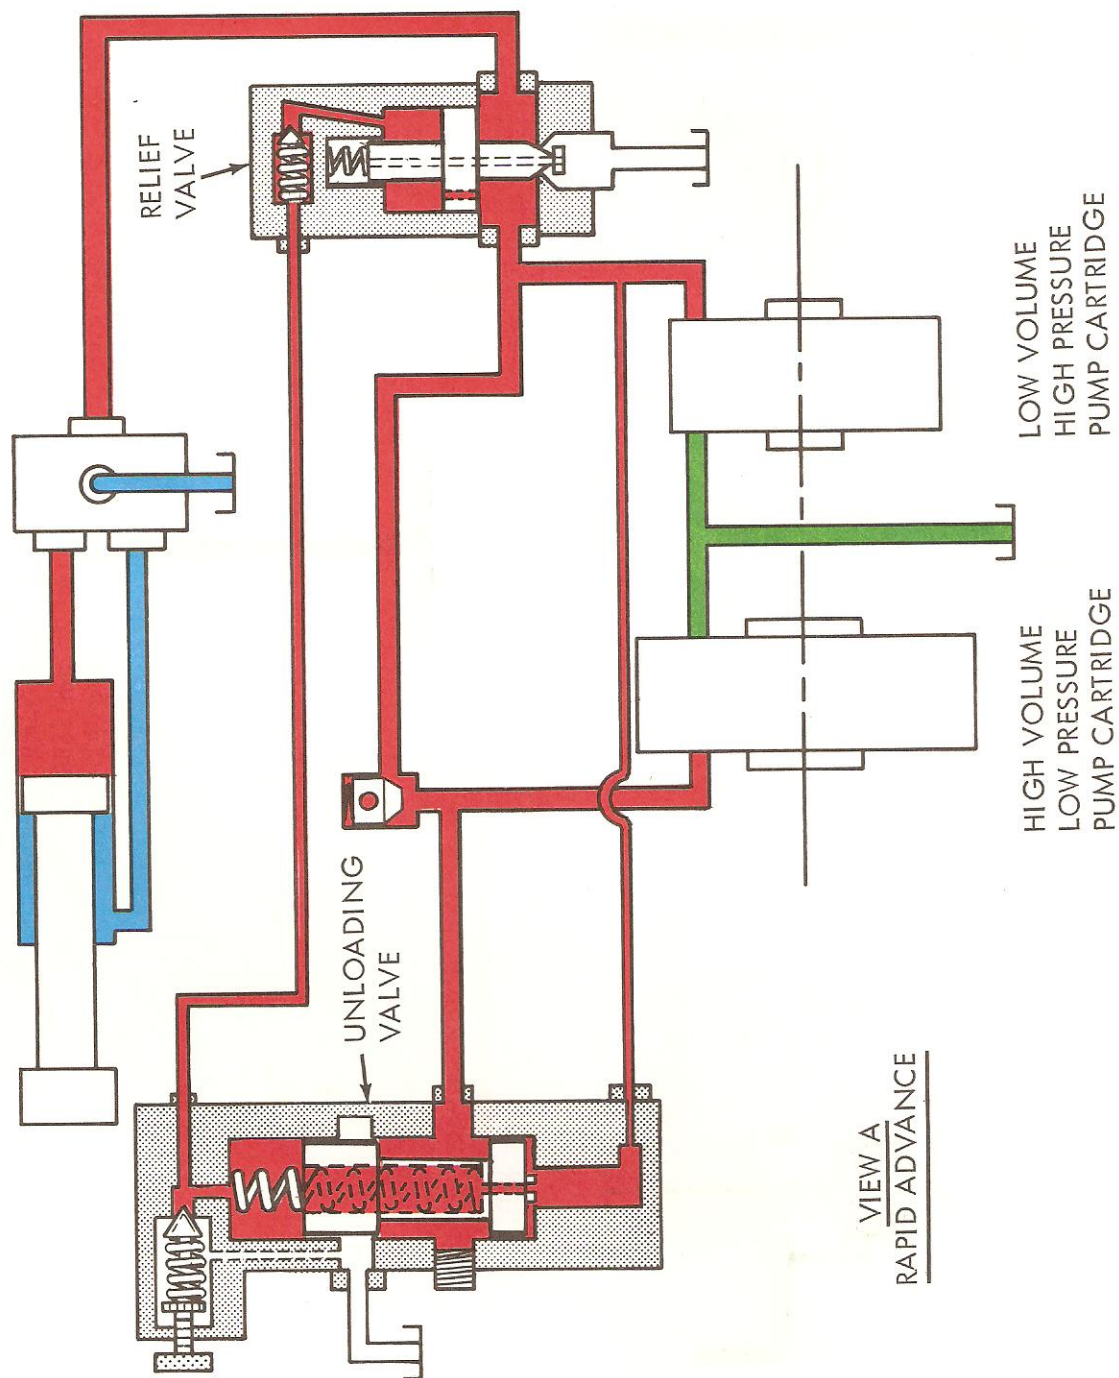 RELIEF
VALVE
UNLOADING
VALVE
LOW VOLUME
HIGH PRESSURE
PUMP CARTRIDGE
HIGH VOLUME
LOW PRESSURE
PUMP CARTRIDGE
VIEW A
RAPID ADVANCE